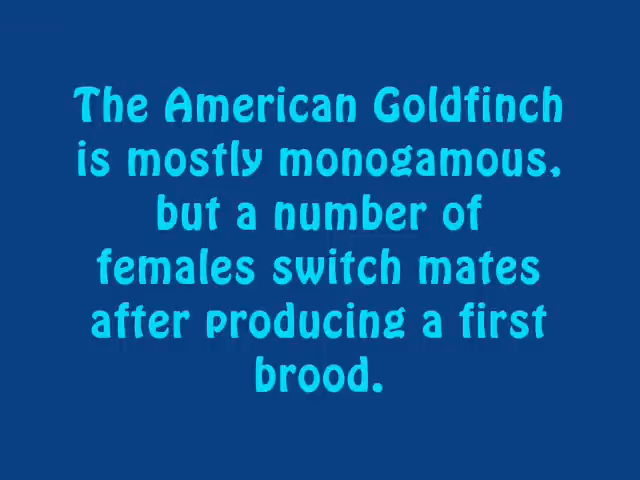 The American Goldfinch
is mostly monogamous,
but a number of
females switch mates
after producing a first
brood.